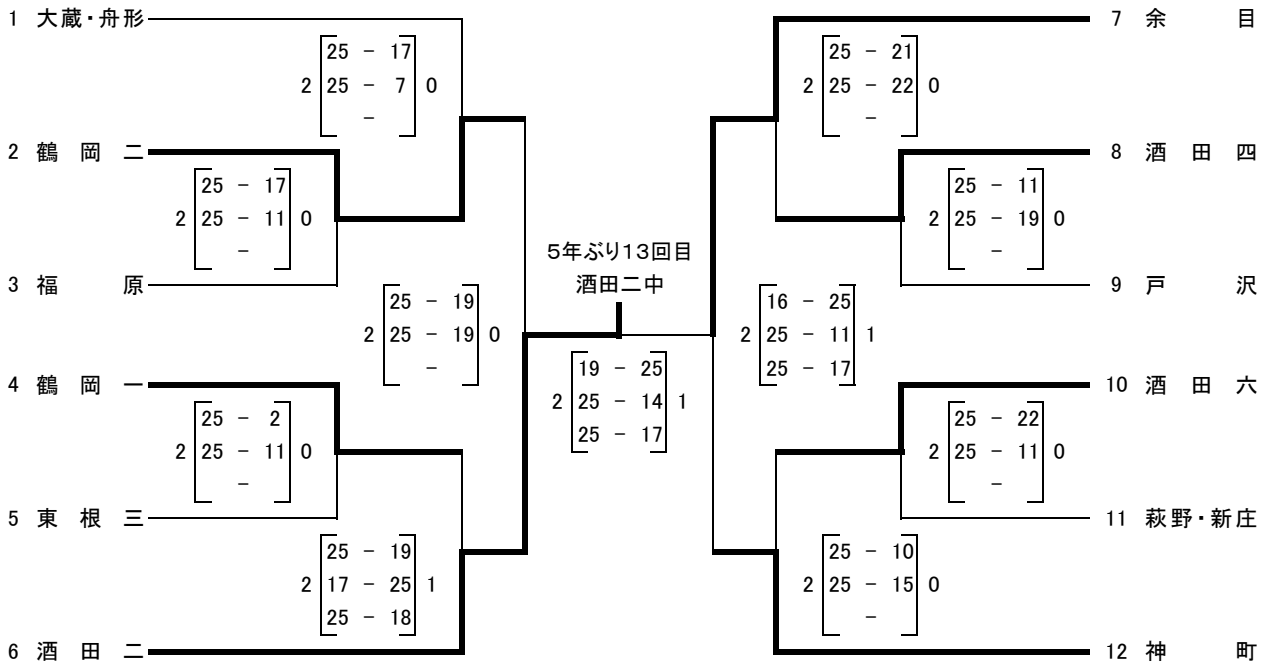 1 大蔵・舟形
7 余 目
25 - 17
2 25 - 7 0
-
25 - 21
2 25 - 22 0
-
2 鶴 岡 二
8 酒 田 四
25 - 17
2 25 - 11 0
-
25 - 11
2 25 - 19 0
-
3 福 原
9 戸 沢
5年ぶり13回目
酒田二中
25 - 19
2 25 - 19 0
-
16 - 25
2 25 - 11 1
25 - 17
19 - 25
2 25 - 14 1
25 - 17
4 鶴 岡 一
10 酒 田 六
25 - 2
2 25 - 11 0
-
25 - 22
2 25 - 11 0
-
5 東 根 三
11 萩野・新庄
25 - 19
2 17 - 25 1
25 - 18
25 - 10
2 25 - 15 0
-
6 酒 田 二
12 神 町